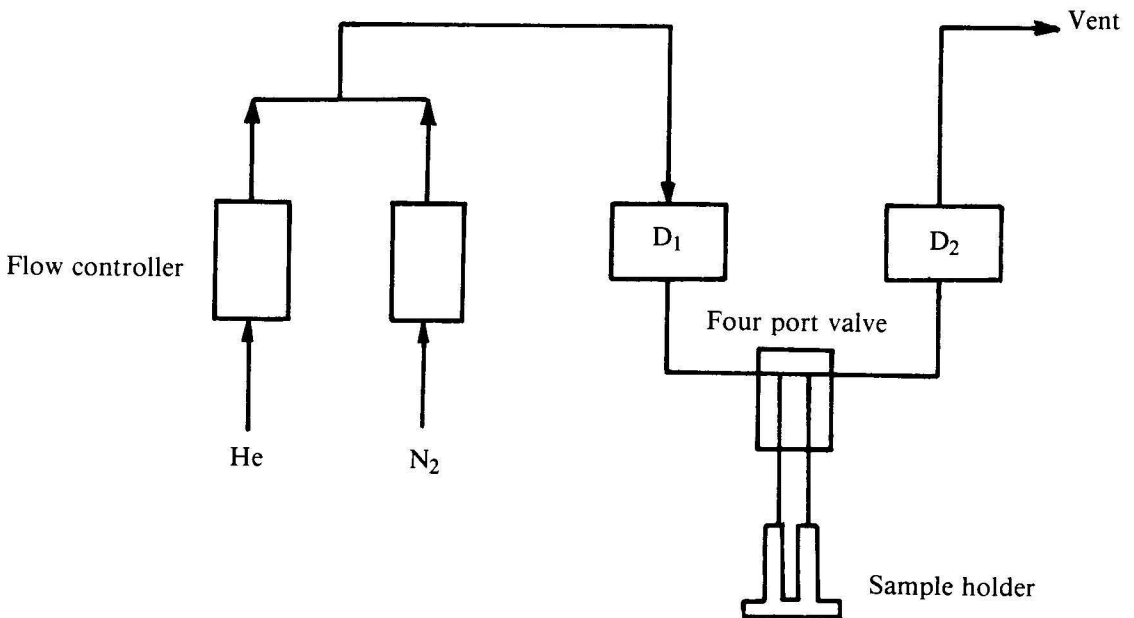 Vent
D₁
D₂
Flow controller
Four port valve
He
N₂
Sample holder